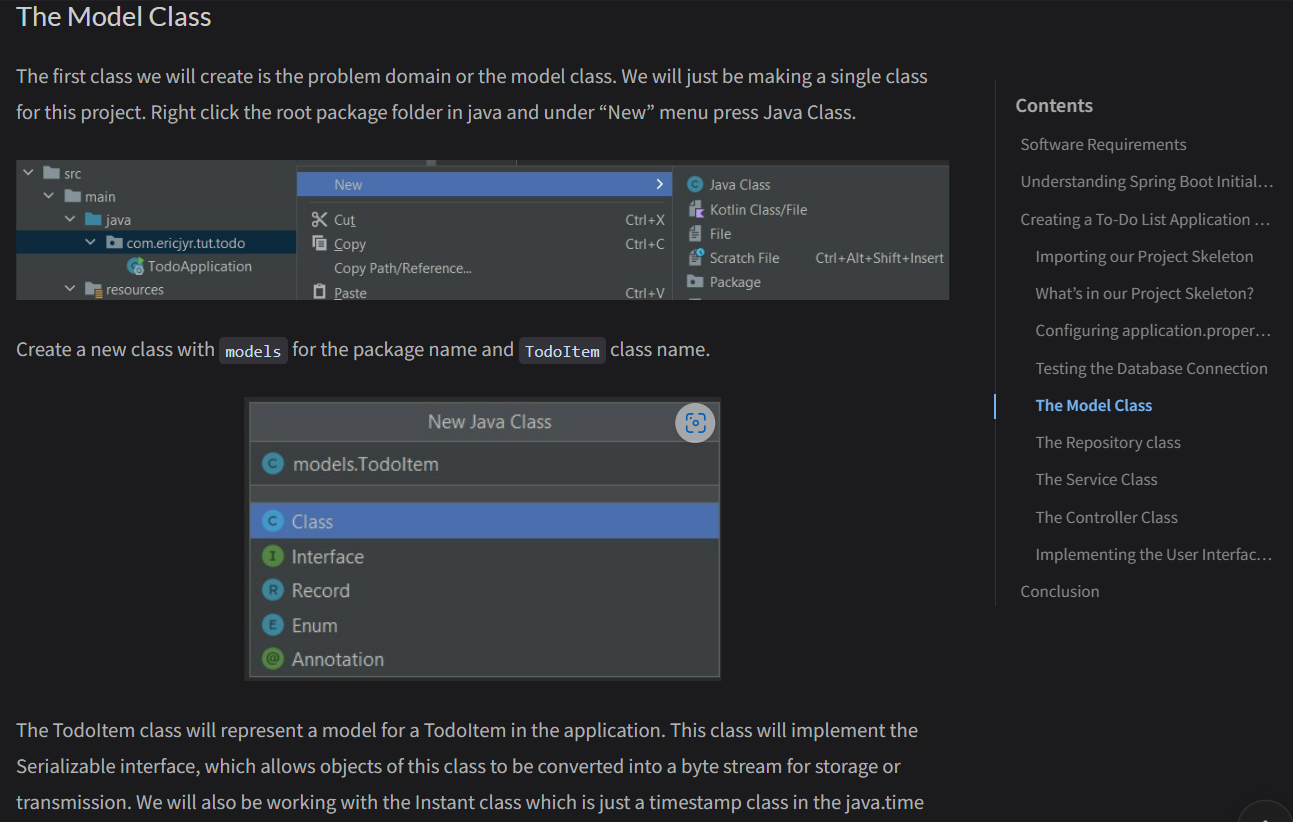 The Model Class
The first class we will create is the problem domain or the model class. We will just be making a single class
for this project. Right click the root package folder in java and under “New” menu press Java Class.
src
main
java
com.ericjyr.tut.todo
TodoApplication
resources
New
Cut Ctrl+X
Copy Ctrl+C
Copy Path/Reference...
Paste Ctrl+V
Java Class
Kotlin Class/File
File
Scratch File Ctrl+Alt+Shift+Insert
Package
Create a new class with models for the package name and TodoItem class name.
New Java Class
models.TodoItem
Class
Interface
Record
Enum
Annotation
The TodoItem class will represent a model for a TodoItem in the application. This class will implement the
Serializable interface, which allows objects of this class to be converted into a byte stream for storage or
transmission. We will also be working with the Instant class which is just a timestamp class in the java.time
Contents
Software Requirements
Understanding Spring Boot Initial...
Creating a To-Do List Application ...
Importing our Project Skeleton
What’s in our Project Skeleton?
Configuring application.proper...
Testing the Database Connection
The Model Class
The Repository class
The Service Class
The Controller Class
Implementing the User Interfac...
Conclusion